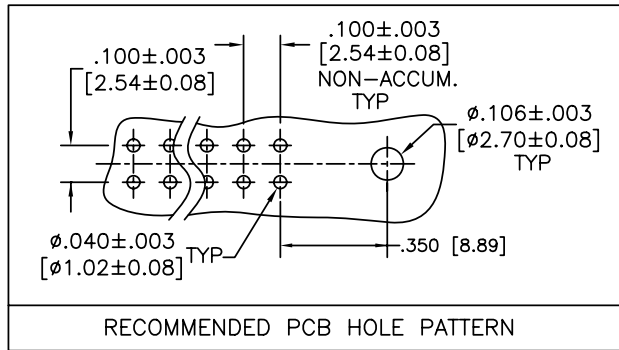 .100±.003
[2.54±0.08]
.100±.003
[2.54±0.08]
NON-ACCUM.
TYP
ø.106±.003
[ø2.70±0.08]
TYP
ø.040±.003
[ø1.02±0.08]
TYP
.350 [8.89]
RECOMMENDED PCB HOLE PATTERN